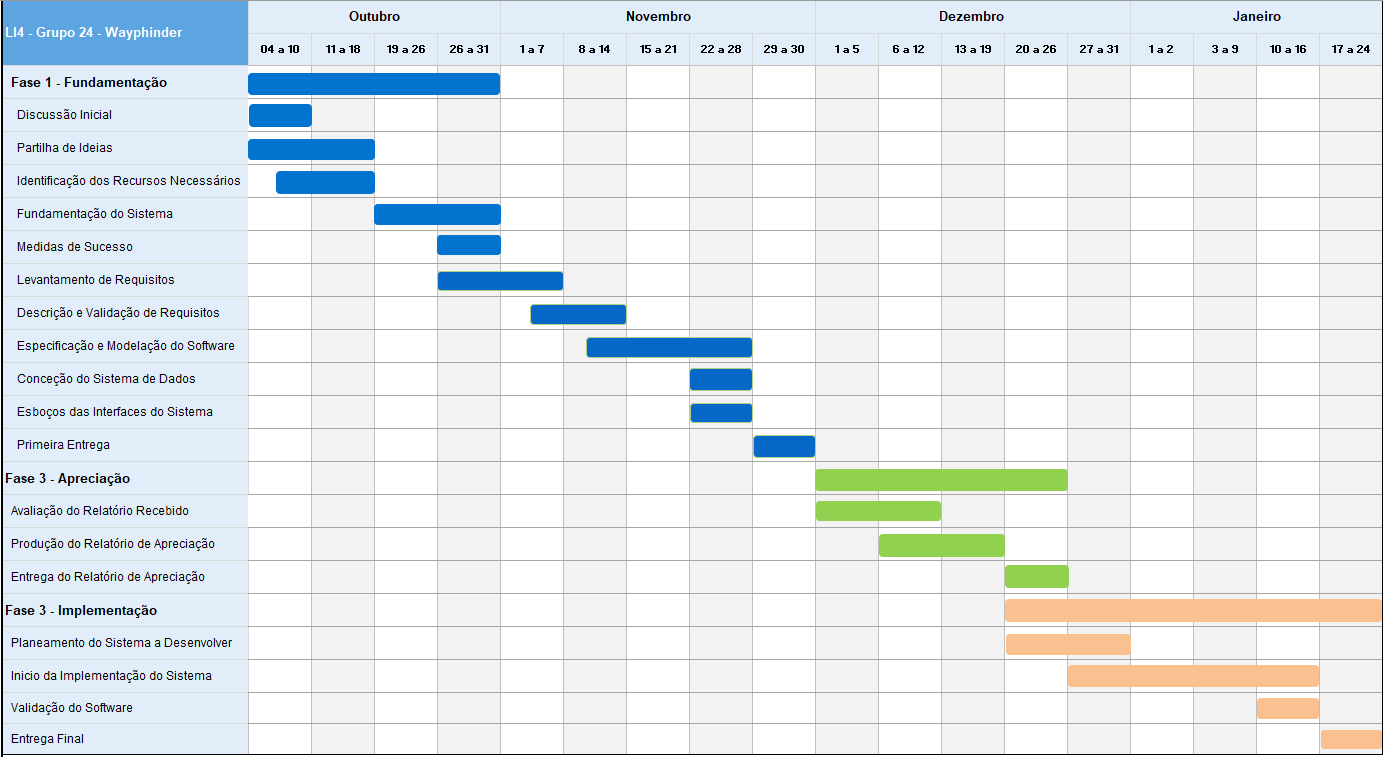 LI4 - Grupo 24 - Wayphinder
Outubro Novembro Dezembro Janeiro
04 a 10 11 a 18 19 a 26 26 a 31 1 a 7 8 a 14 15 a 21 22 a 28 29 a 30 1 a 5 6 a 12 13 a 19 20 a 26 27 a 31 1 a 2 3 a 9 10 a 16 17 a 24
Fase 1 - Fundamentação
Discussão Inicial
Partilha de Ideias
Identificação dos Recursos Necessários
Fundamentação do Sistema
Medidas de Sucesso
Levantamento de Requisitos
Descrição e Validação de Requisitos
Especificação e Modelação do Software
Conceção do Sistema de Dados
Esboços das Interfaces do Sistema
Primeira Entrega
Fase 3 - Apreciação
Avaliação do Relatório Recebido
Produção do Relatório de Apreciação
Entrega do Relatório de Apreciação
Fase 3 - Implementação
Planeamento do Sistema a Desenvolver
Inicio da Implementação do Sistema
Validação do Software
Entrega Final